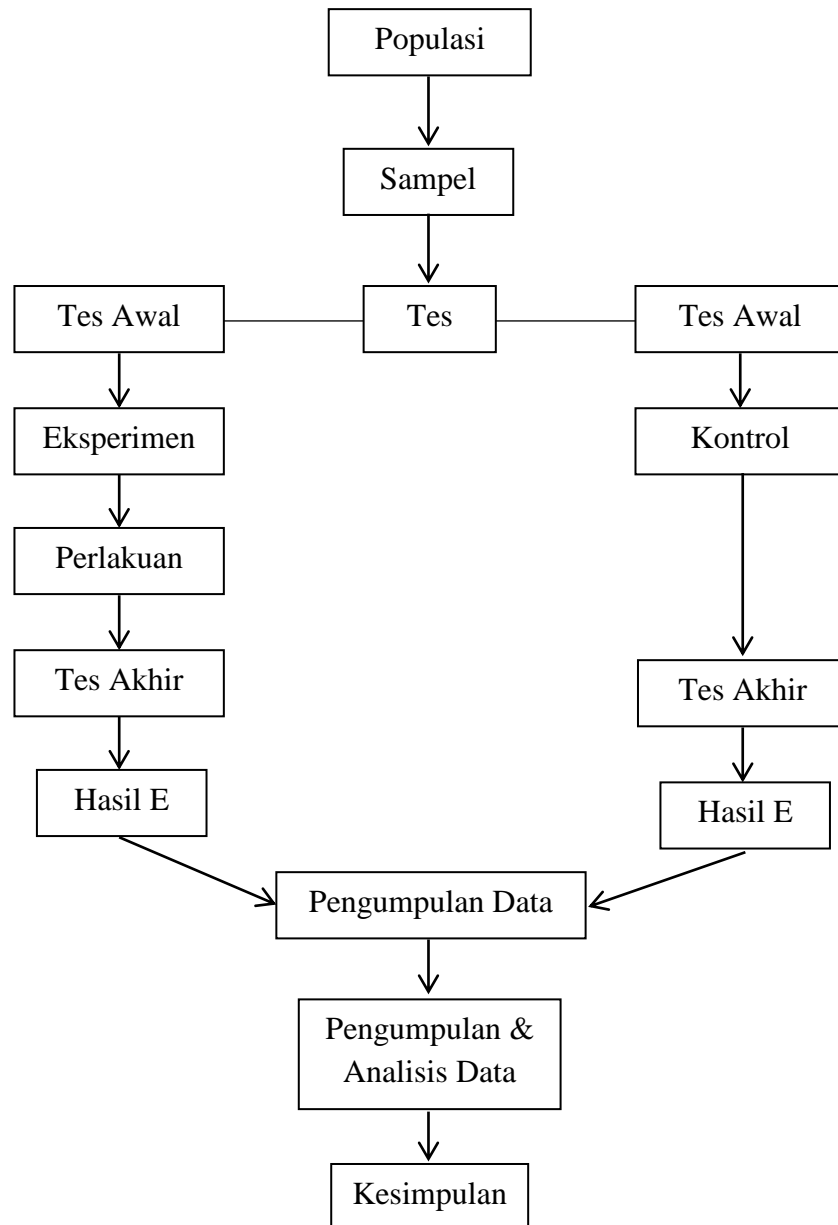 Populasi
Sampel
Tes Awal
Tes
Tes Awal
Eksperimen
Kontrol
Perlakuan
Tes Akhir
Tes Akhir
Hasil E
Hasil E
Pengumpulan Data
Pengumpulan &
Analisis Data
Kesimpulan